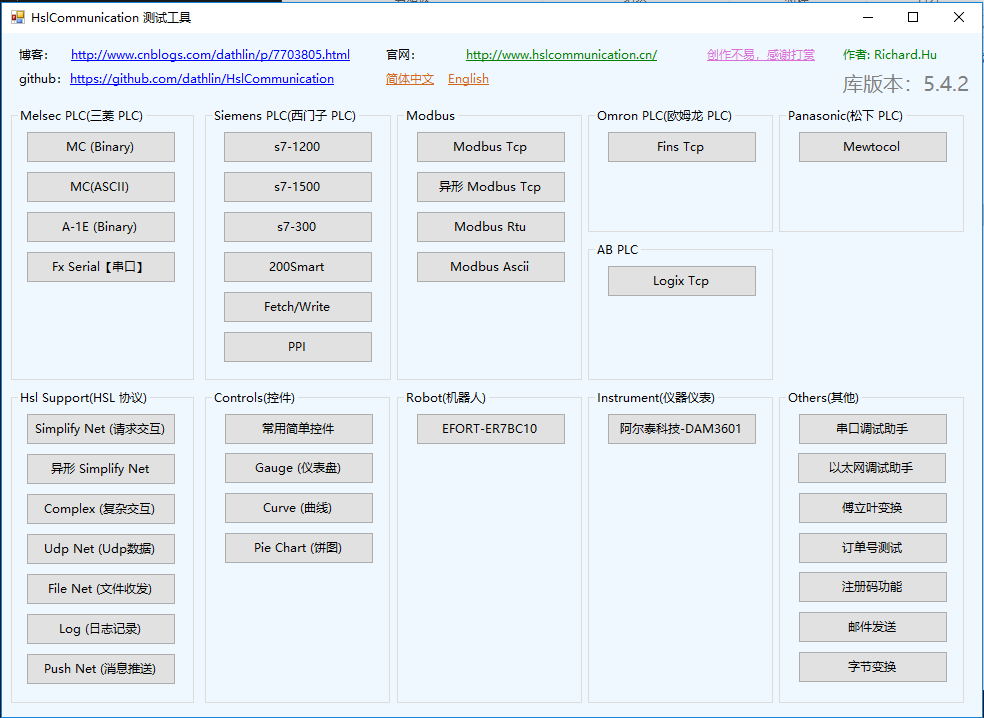 HslCommunication 测试工具
博客： http://www.cnblogs.com/dathlin/p/7703805.html 官网： http://www.hslcommunication.cn/ 创作不易，感谢打赏 作者: Richard.Hu
github： https://github.com/dathlin/HslCommunication 简体中文 English 库版本： 5.4.2
Melsec PLC(三菱 PLC)
MC (Binary)
MC(ASCII)
A-1E (Binary)
Fx Serial【串口】
Siemens PLC(西门子 PLC)
s7-1200
s7-1500
s7-300
200Smart
Fetch/Write
PPI
Modbus
Modbus Tcp
异形 Modbus Tcp
Modbus Rtu
Modbus Ascii
Omron PLC(欧姆龙 PLC)
Fins Tcp
AB PLC
Logix Tcp
Panasonic(松下 PLC)
Mewtocol
Hsl Support(HSL 协议)
Simplify Net (请求交互)
异形 Simplify Net
Complex (复杂交互)
Udp Net (Udp数据)
File Net (文件收发)
Log (日志记录)
Push Net (消息推送)
Controls(控件)
常用简单控件
Gauge (仪表盘)
Curve (曲线)
Pie Chart (饼图)
Robot(机器人)
EFORT-ER7BC10
Instrument(仪器仪表)
阿尔泰科技-DAM3601
Others(其他)
串口调试助手
以太网调试助手
傅立叶变换
订单号测试
注册码功能
邮件发送
字节变换